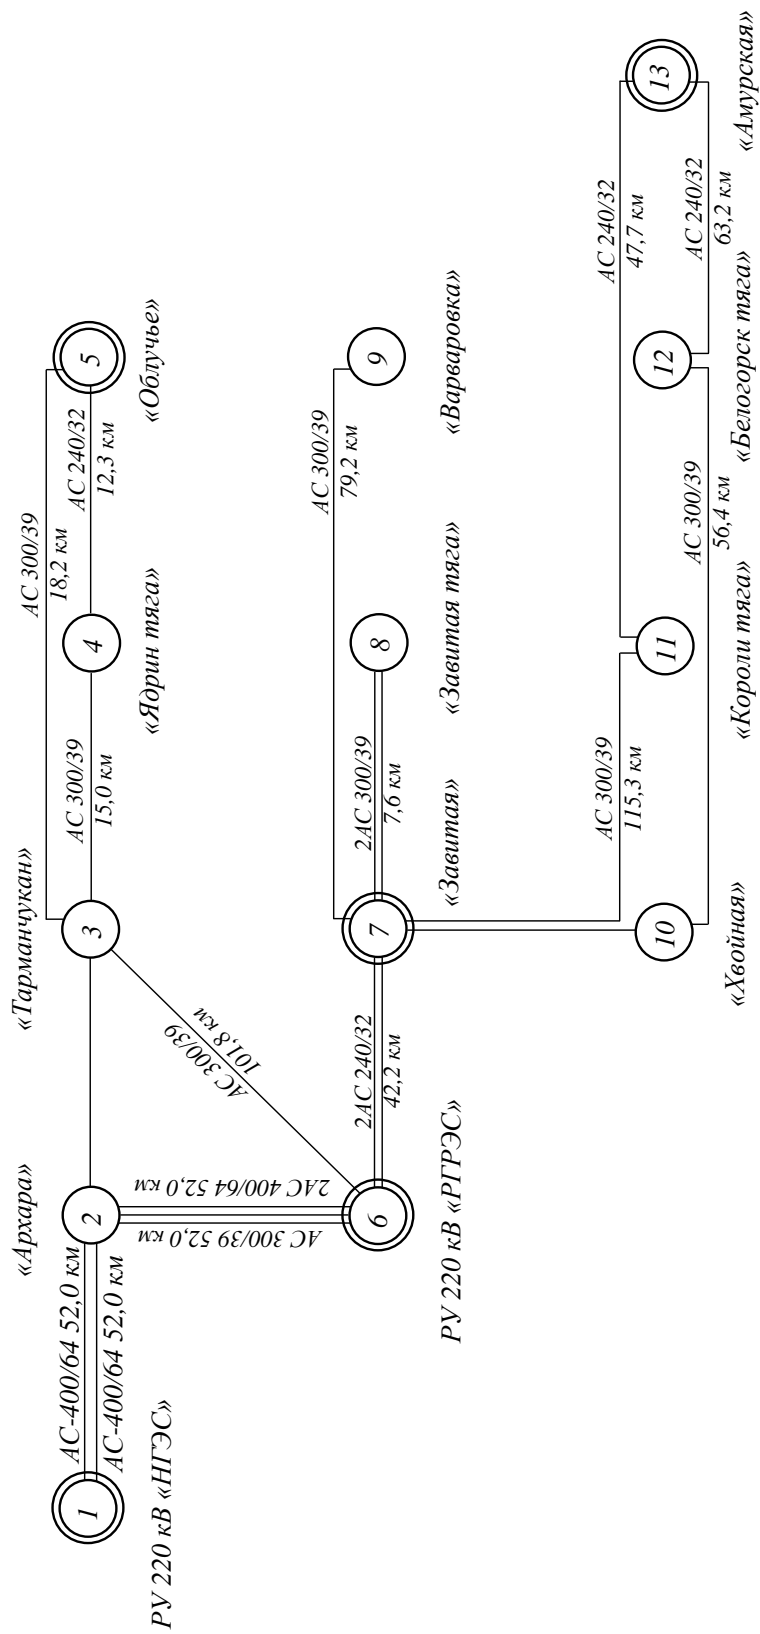 «Архара»
«Тарманчукан»
АС 300/39
18,2 км
АС-400/64 52,0 км
АС-400/64 52,0 км
АС 300/39
15,0 км
АС 240/32
12,3 км
1
2
3
4
5
РУ 220 кВ «НГЭС»
«Ядрин тяга»
«Облучье»
АС 300/39 52,0 км
2АС 400/64 52,0 км
АС 300/39
101,8 км
АС 300/39
79,2 км
2АС 240/32
42,2 км
2АС 300/39
7,6 км
6
7
8
9
РУ 220 кВ «РГРЭС»
«Завитая»
«Завитая тяга»
«Варваровка»
АС 300/39
115,3 км
АС 240/32
47,7 км
10
11
12
13
АС 300/39
56,4 км
АС 240/32
63,2 км
«Хвойная»
«Короли тяга»
«Белогорск тяга»
«Амурская»